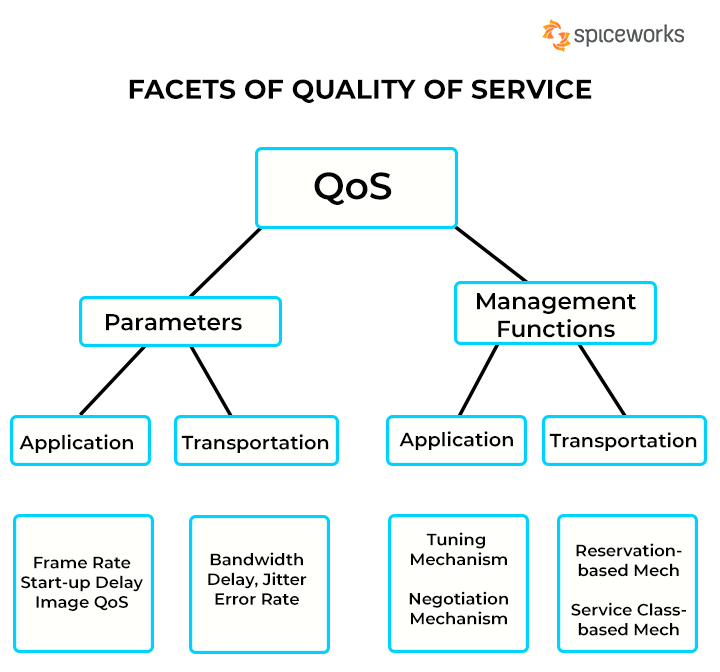 spiceworks
FACETS OF QUALITY OF SERVICE
QoS
Parameters
Management
Functions
Application
Transportation
Application
Transportation
Frame Rate
Start-up Delay
Image QoS
Bandwidth
Delay, Jitter
Error Rate
Tuning
Mechanism
Negotiation
Mechanism
Reservation-
based Mech
Service Class-
based Mech